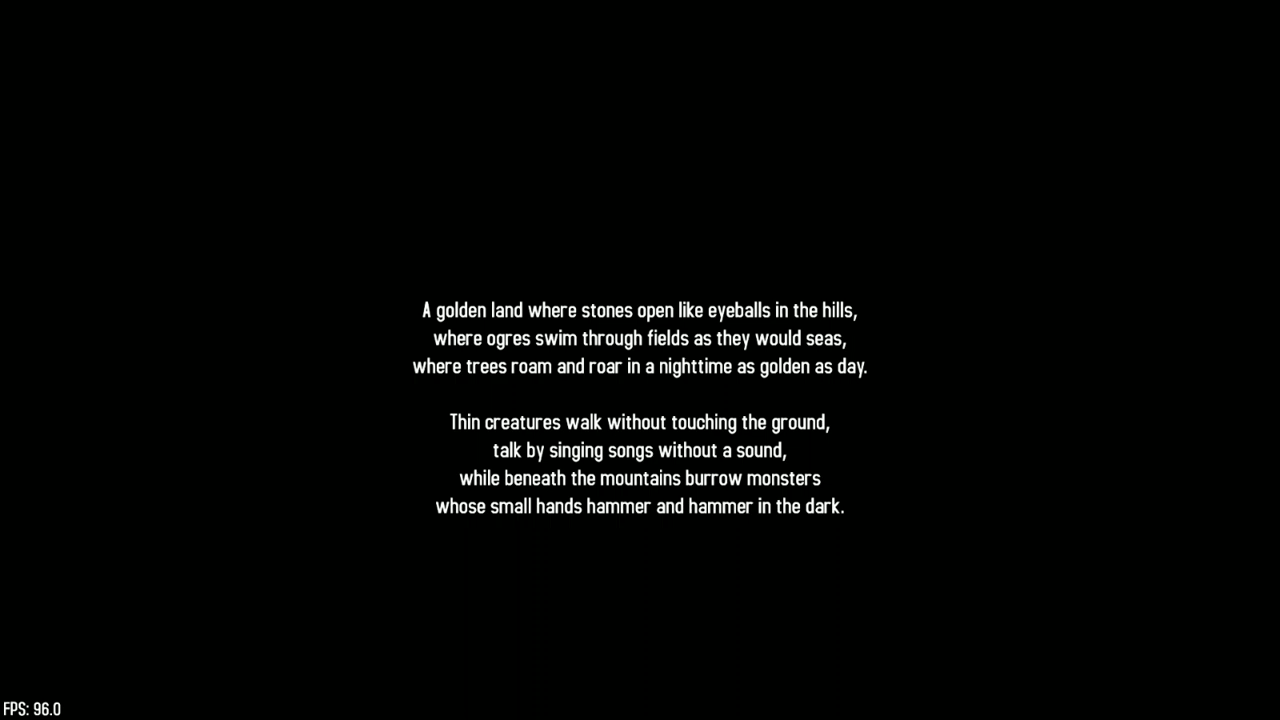 A golden land where stones open like eyeballs in the hills,
where ogres swim through fields as they would seas,
where trees roam and roar in a nighttime as golden as day.
Thin creatures walk without touching the ground,
talk by singing songs without a sound,
while beneath the mountains burrow monsters
whose small hands hammer and hammer in the dark.
FPS: 96.0